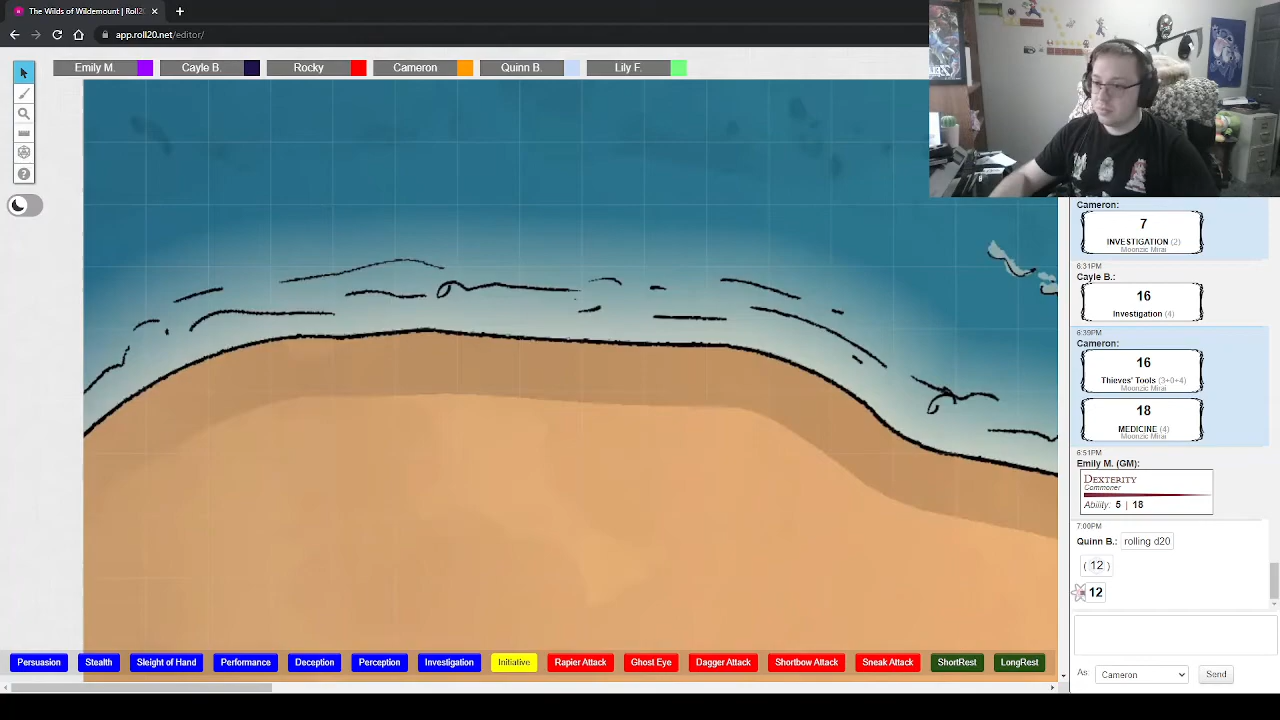 The Wilds of Wildemount | Roll20
app.roll20.net/editor/
Emily M.
Cayle B.
Rocky
Cameron
Quinn B.
Lily F.
Cameron:
7
INVESTIGATION (2)
Moonzic Mirai
6:31PM
Cayle B.:
16
Investigation (4)
6:39PM
Cameron:
16
Thieves' Tools (3+0+4)
Moonzic Mirai
18
MEDICINE (4)
Moonzic Mirai
6:51PM
Emily M. (GM):
DEXTERITY
Commoner
Ability: 5 | 18
7:00PM
Quinn B.: rolling d20
(12)
12
Persuasion Stealth Sleight of Hand Performance Deception Perception Investigation Initiative Rapier Attack Ghost Eye Dagger Attack Shortbow Attack Sneak Attack ShortRest LongRest
As: Cameron Send